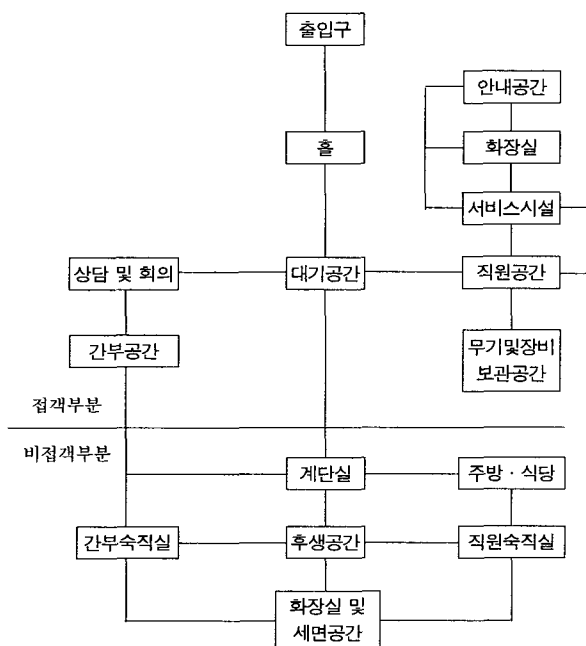 출입구
안내공간
홀
화장실
서비스시설
상담 및 회의
대기공간
직원공간
간부공간
무기및장비
보관공간
접객부분
비접객부분
계단실
주방 · 식당
간부숙직실
후생공간
직원숙직실
화장실 및
세면공간